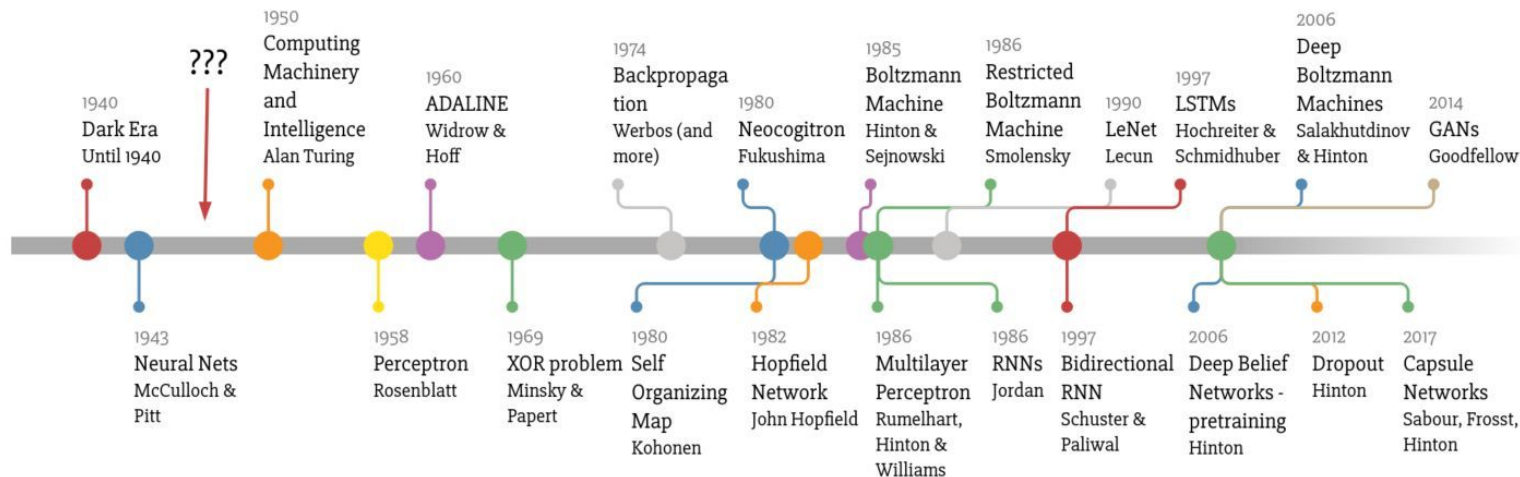 1940
Dark Era
Until 1940
???
1950
Computing
Machinery
and
Intelligence
Alan Turing
1960
ADALINE
Widrow &
Hoff
1974
Backpropaga
tion
Werbos (and
more)
1980
Neocogitron
Fukushima
1985
Boltzmann
Machine
Hinton &
Sejnowski
1986
Restricted
Boltzmann
Machine
Smolensky
1990
LeNet
Lecun
1997
LSTMs
Hochreiter &
Schmidhuber
2006
Deep
Boltzmann
Machines
Salakhutdinov
& Hinton
2014
GANs
Goodfellow
1943
Neural Nets
McCulloch &
Pitt
1958
Perceptron
Rosenblatt
1969
XOR problem
Minsky &
Papert
1980
Self
Organizing
Map
Kohonen
1982
Hopfield
Network
John Hopfield
1986
Multilayer
Perceptron
Rumelhart,
Hinton &
Williams
1986
RNNs
Jordan
1997
Bidirectional
RNN
Schuster &
Paliwal
2006
Deep Belief
Networks -
pretraining
Hinton
2012
Dropout
Hinton
2017
Capsule
Networks
Sabour, Frosst,
Hinton